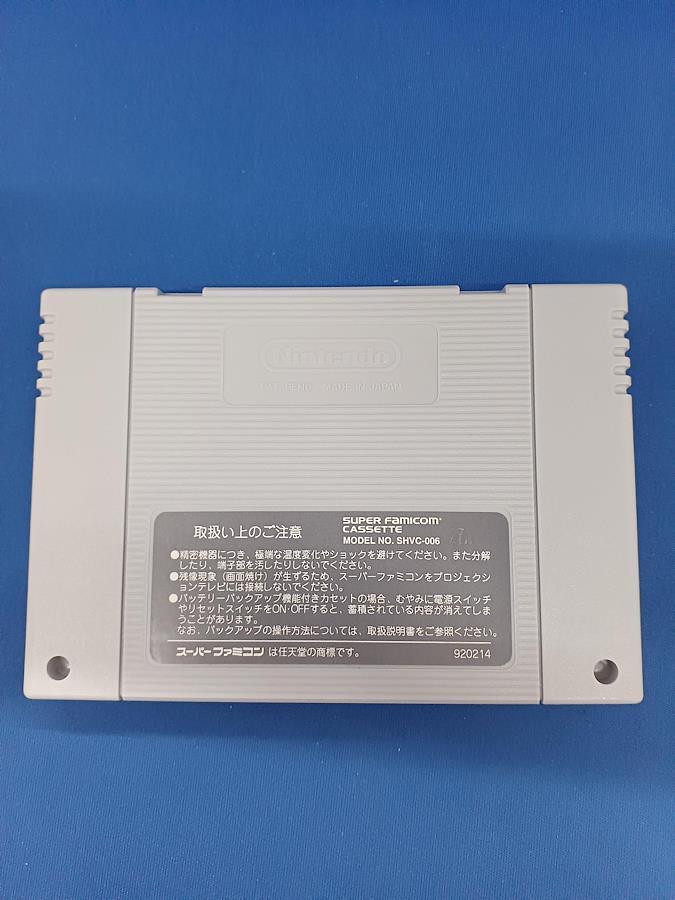 Nintendo
PAT. PEND. MADE IN JAPAN
取扱い上のご注意
SUPER FAMICOM
CASSETTE
MODEL NO. SHVC-006
●精密機器につき、極端な温度変化やショックを避けてください。また分解
したり、端子部を汚したりしないでください。
●残像現象（画面焼け）が生ずるため、スーパーファミコンをプロジェクシ
ョンテレビには接続しないでください。
●バッテリーバックアップ機能付きカセットの場合、むやみに電源スイッチ
やリセットスイッチをON・OFFすると、蓄積されている内容が消えてしま
うことがあります。
なお、バックアップの操作方法については、取扱説明書をご参照ください。
スーパーファミコンは任天堂の商標です。
920214